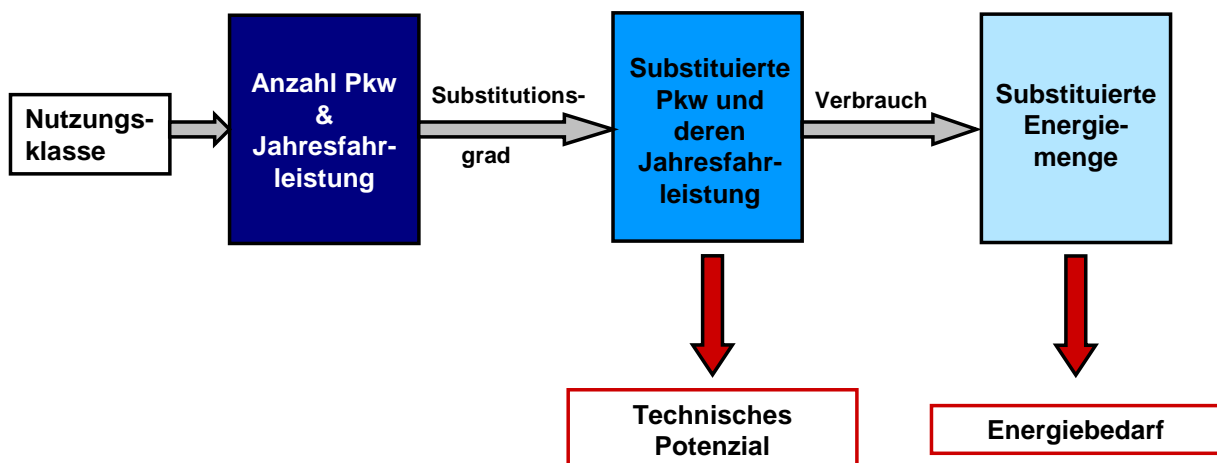 Nutzungs-
klasse
Anzahl Pkw
&
Jahresfahr-
leistung
Substitutions-
grad
Substituierte
Pkw und
deren
Jahresfahr-
leistung
Verbrauch
Substituierte
Energie-
menge
Technisches
Potenzial
Energiebedarf